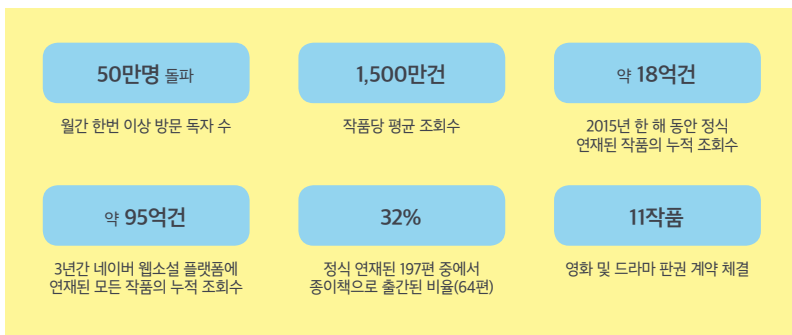 50만명 돌파
월간 한번 이상 방문 독자 수
1,500만건
작품당 평균 조회수
약 18억건
2015년 한 해 동안 정식
연재된 작품의 누적 조회수
약 95억건
3년간 네이버 웹소설 플랫폼에
연재된 모든 작품의 누적 조회수
32%
정식 연재된 197편 중에서
종이책으로 출간된 비율(64편)
11작품
영화 및 드라마 판권 계약 체결